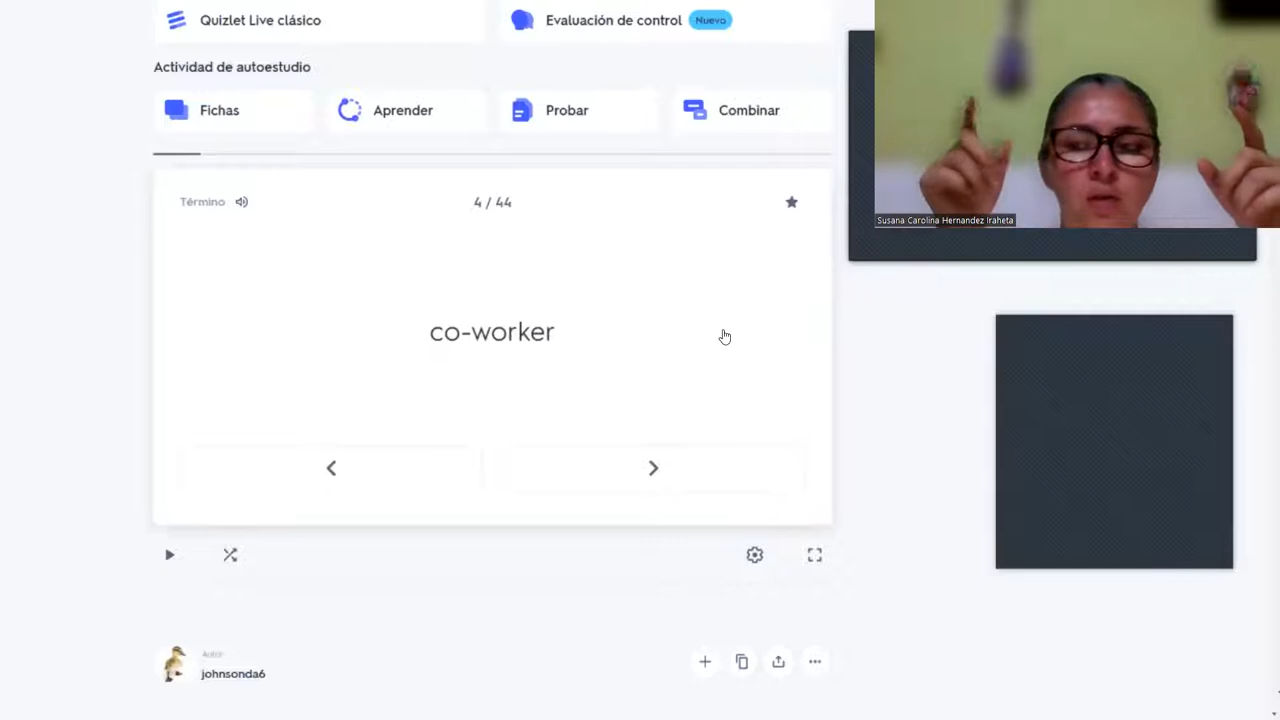 Quizlet Live clásico
Evaluación de control Nuevo
Actividad de autoestudio
Fichas
Aprender
Probar
Combinar
Término
4 / 44
co-worker
Autor
johnsonda6
Susana Carolina Hernandez Iraheta